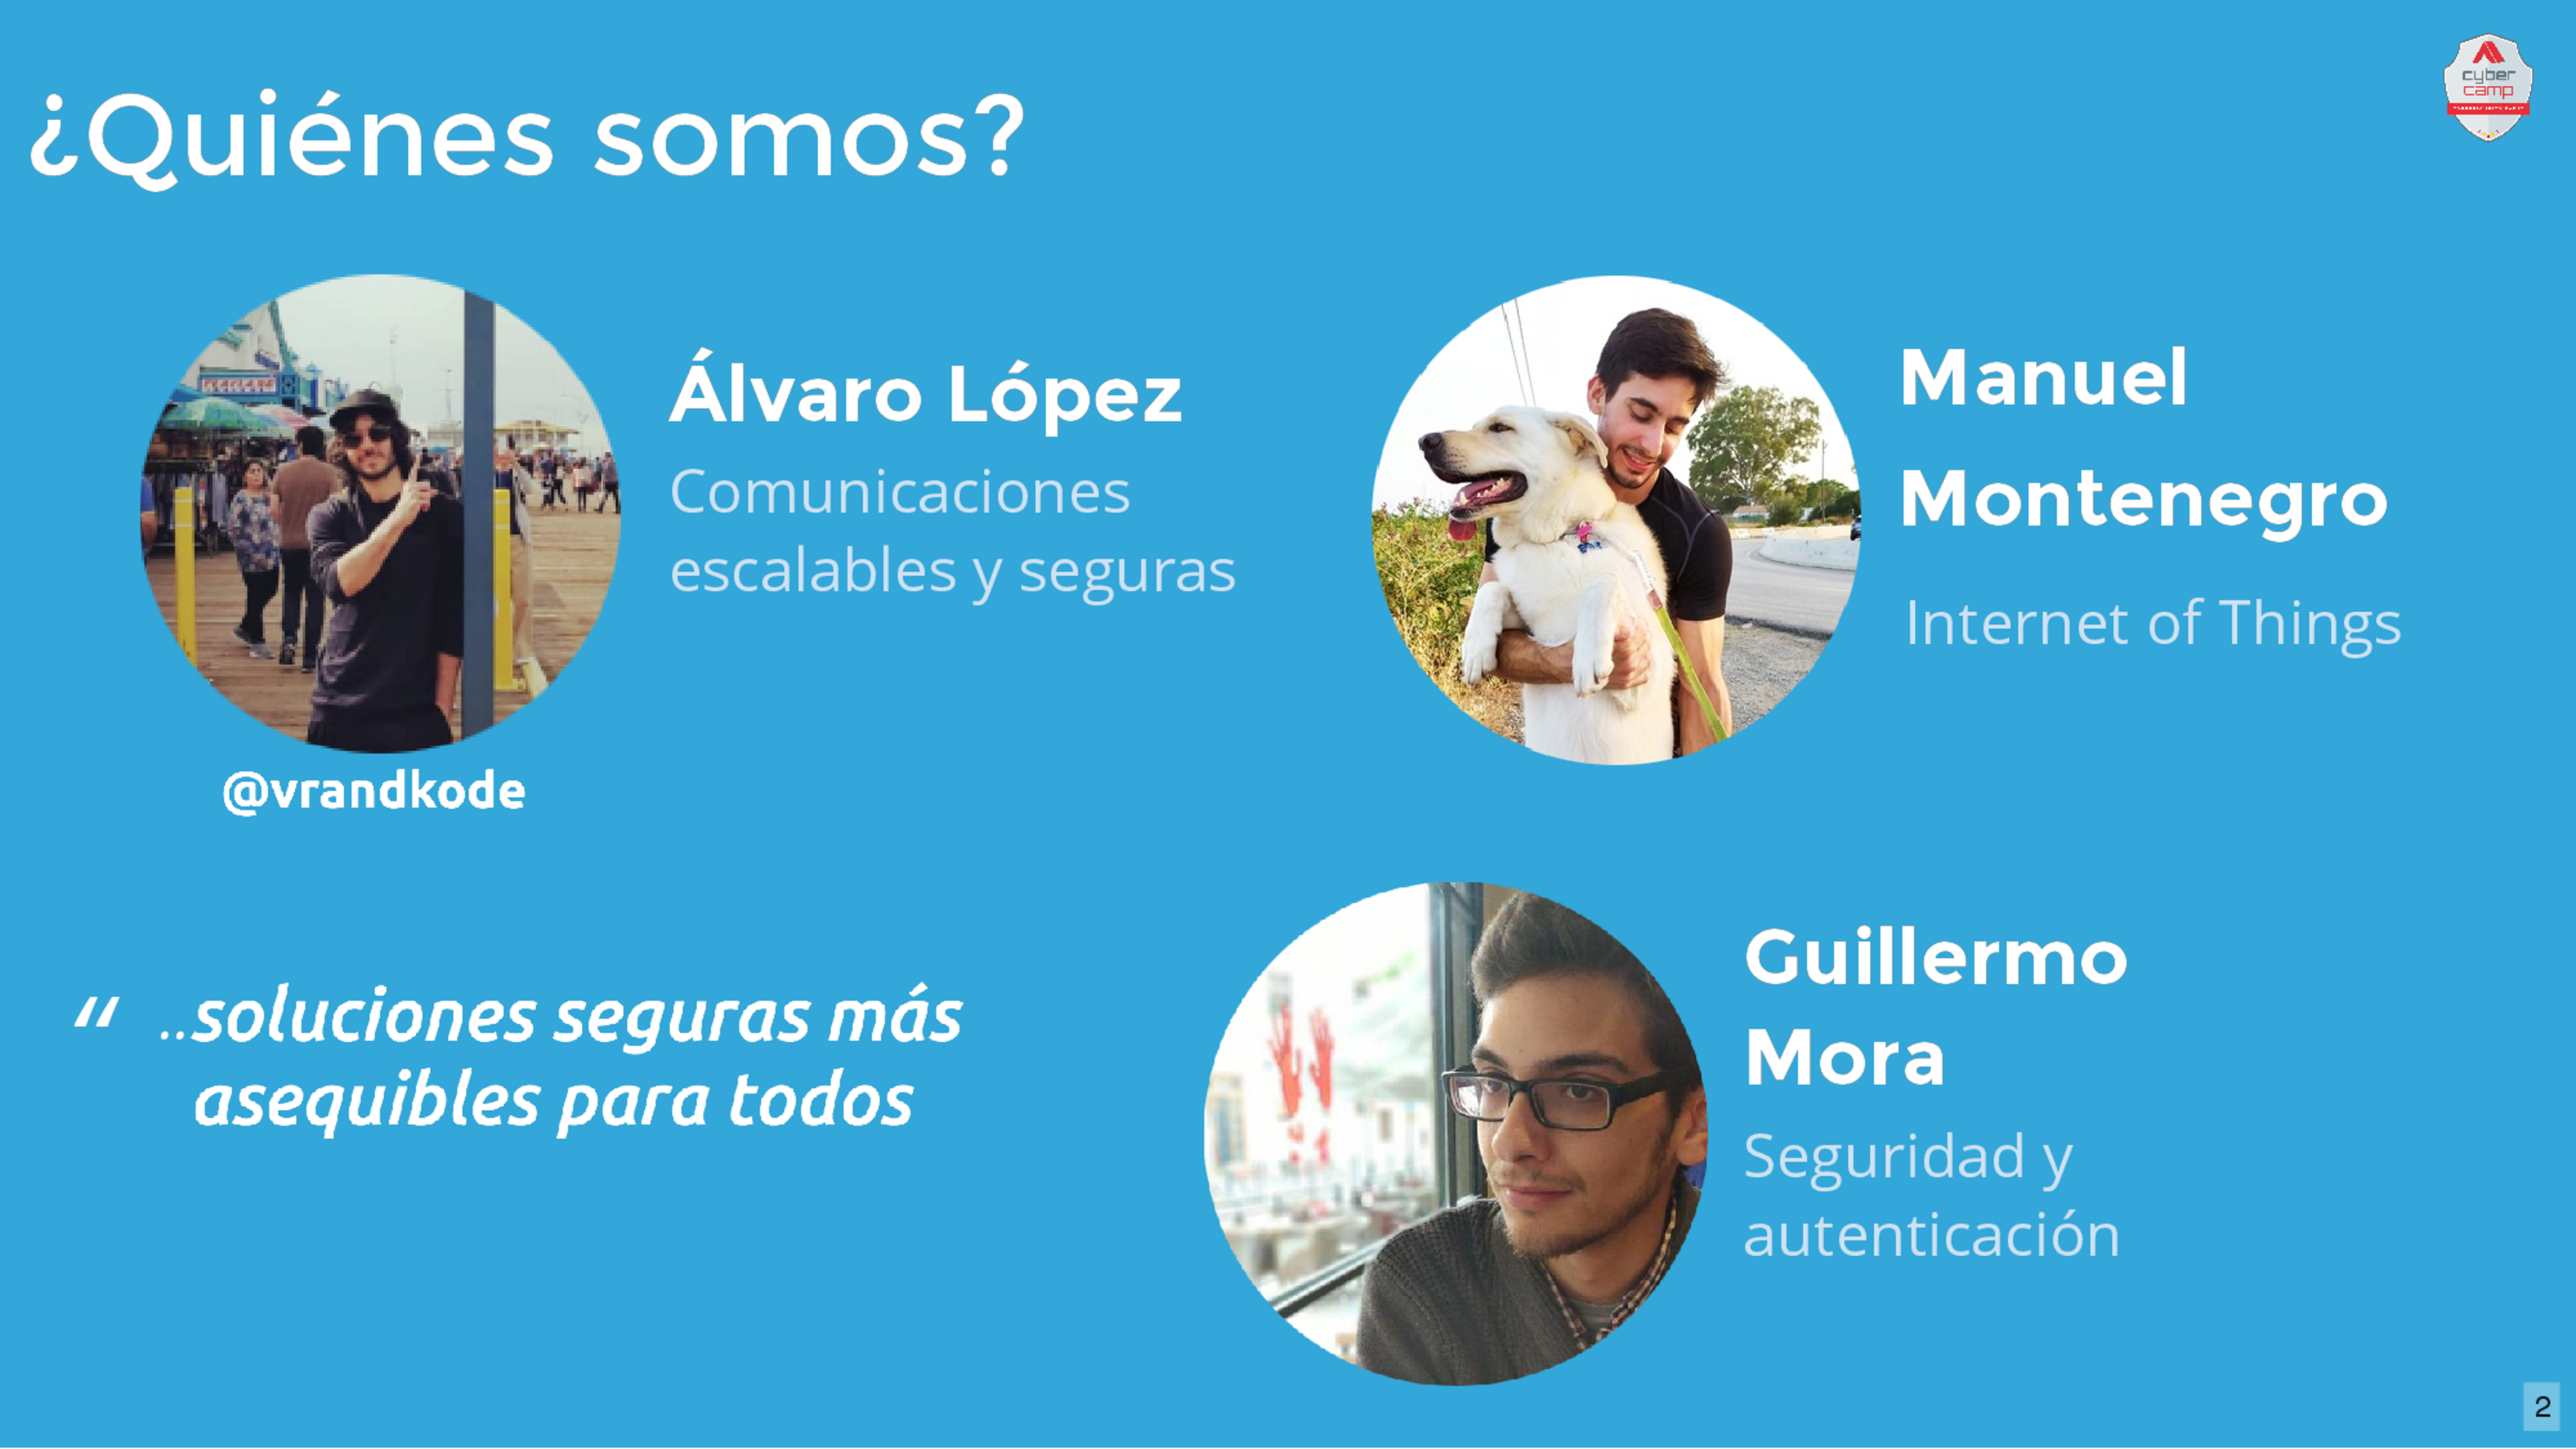 ¿Quiénes somos?
cyber
camp
Álvaro López
Comunicaciones
escalables y seguras
@vrandkode
Manuel
Montenegro
Internet of Things
“ ..soluciones seguras más
asequibles para todos
Guillermo
Mora
Seguridad y
autenticación
2